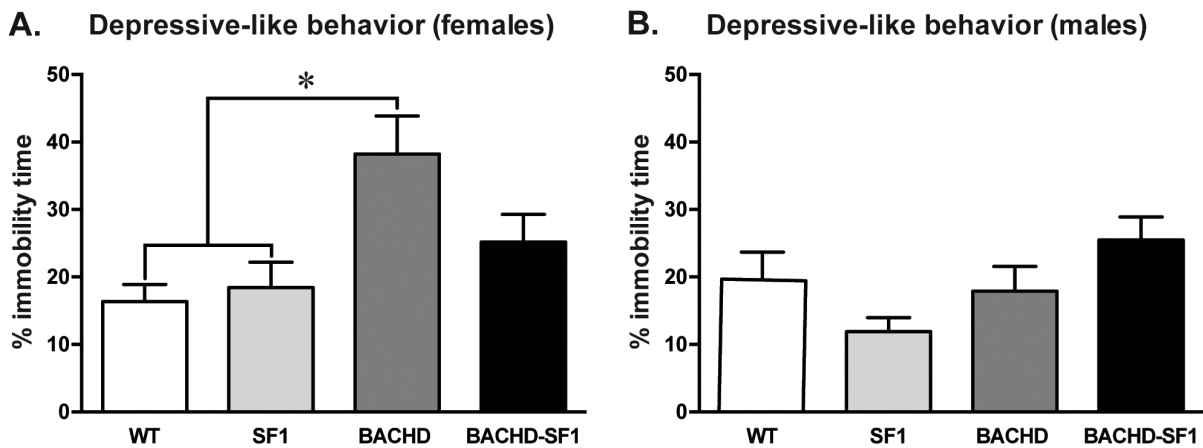 A. Depressive-like behavior (females)
% immobility time
50
40
30
20
10
0
*
WT SF1 BACHD BACHD-SF1
B. Depressive-like behavior (males)
% immobility time
50
40
30
20
10
0
WT SF1 BACHD BACHD-SF1